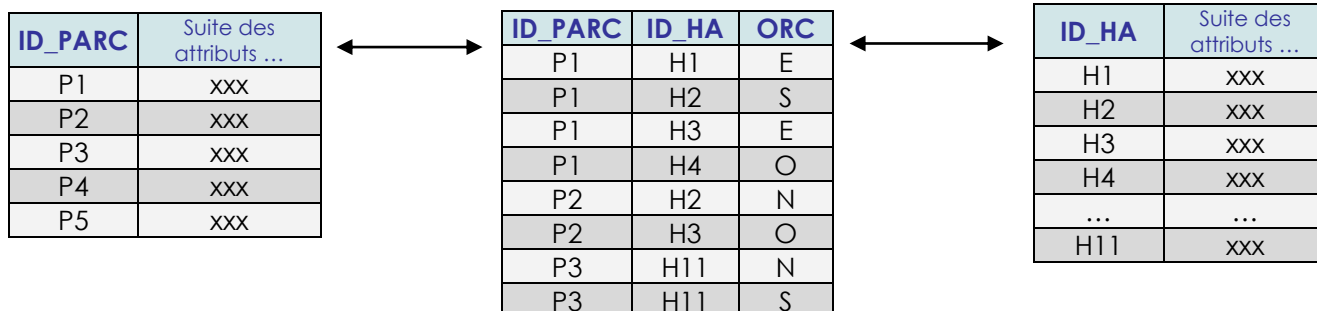 ID_PARC Suite des attributs …
P1 xxx
P2 xxx
P3 xxx
P4 xxx
P5 xxx
ID_PARC ID_HA ORC
P1 H1 E
P1 H2 S
P1 H3 E
P1 H4 O
P2 H2 N
P2 H3 O
P3 H11 N
P3 H11 S
ID_HA Suite des attributs …
H1 xxx
H2 xxx
H3 xxx
H4 xxx
… …
H11 xxx